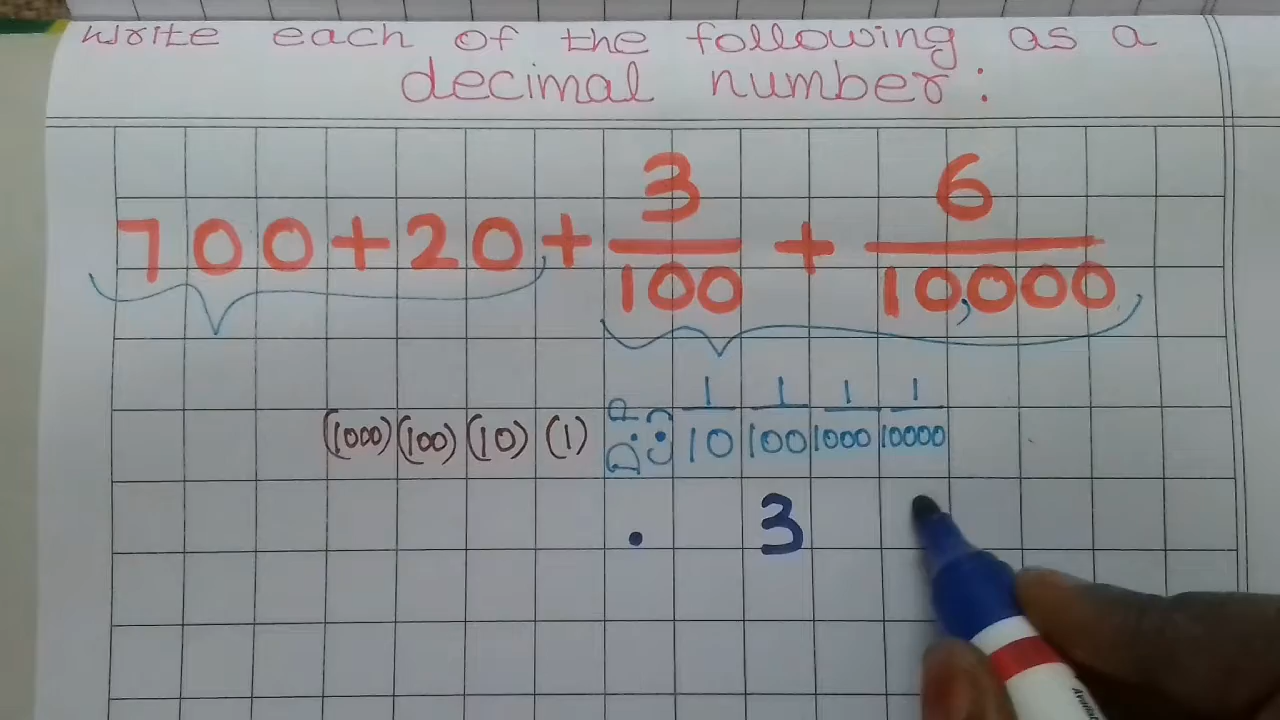 Write each of the following as a
decimal number:
700+20+ 3/100 + 6/10,000
(1000) (100) (10) (1) D.P (.) 1/10 1/100 1/1000 1/10000
. 3